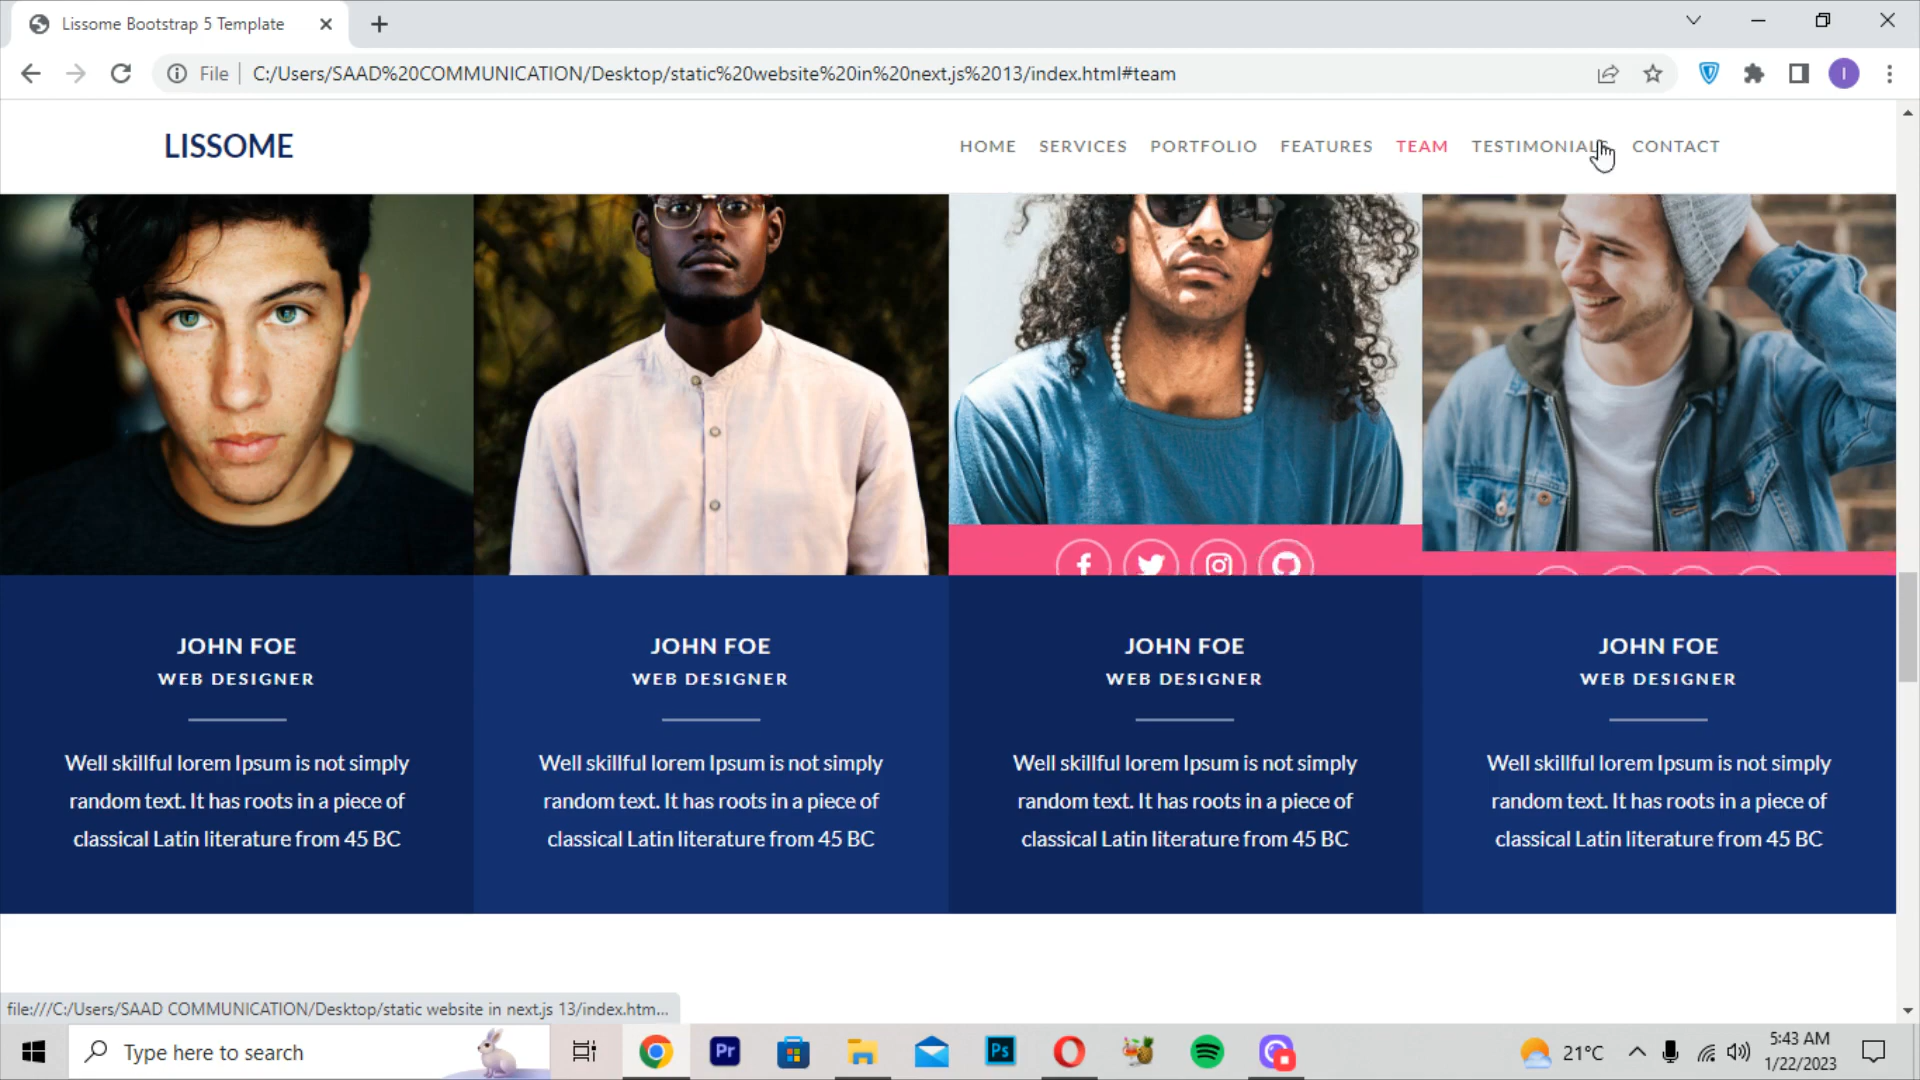 Lissome Bootstrap 5 Template
File C:/Users/SAAD%20COMMUNICATION/Desktop/static%20website%20in%20next.js%2013/index.html#team
I
LISSOME
HOME SERVICES PORTFOLIO FEATURES TEAM TESTIMONIALS CONTACT
JOHN FOE
WEB DESIGNER
Well skillful lorem Ipsum is not simply
random text. It has roots in a piece of
classical Latin literature from 45 BC
JOHN FOE
WEB DESIGNER
Well skillful lorem Ipsum is not simply
random text. It has roots in a piece of
classical Latin literature from 45 BC
JOHN FOE
WEB DESIGNER
Well skillful lorem Ipsum is not simply
random text. It has roots in a piece of
classical Latin literature from 45 BC
JOHN FOE
WEB DESIGNER
Well skillful lorem Ipsum is not simply
random text. It has roots in a piece of
classical Latin literature from 45 BC
file:///C:/Users/SAAD COMMUNICATION/Desktop/static website in next.js 13/index.htm...
Type here to search
Pr
Ps
21°C
5:43 AM
1/22/2023